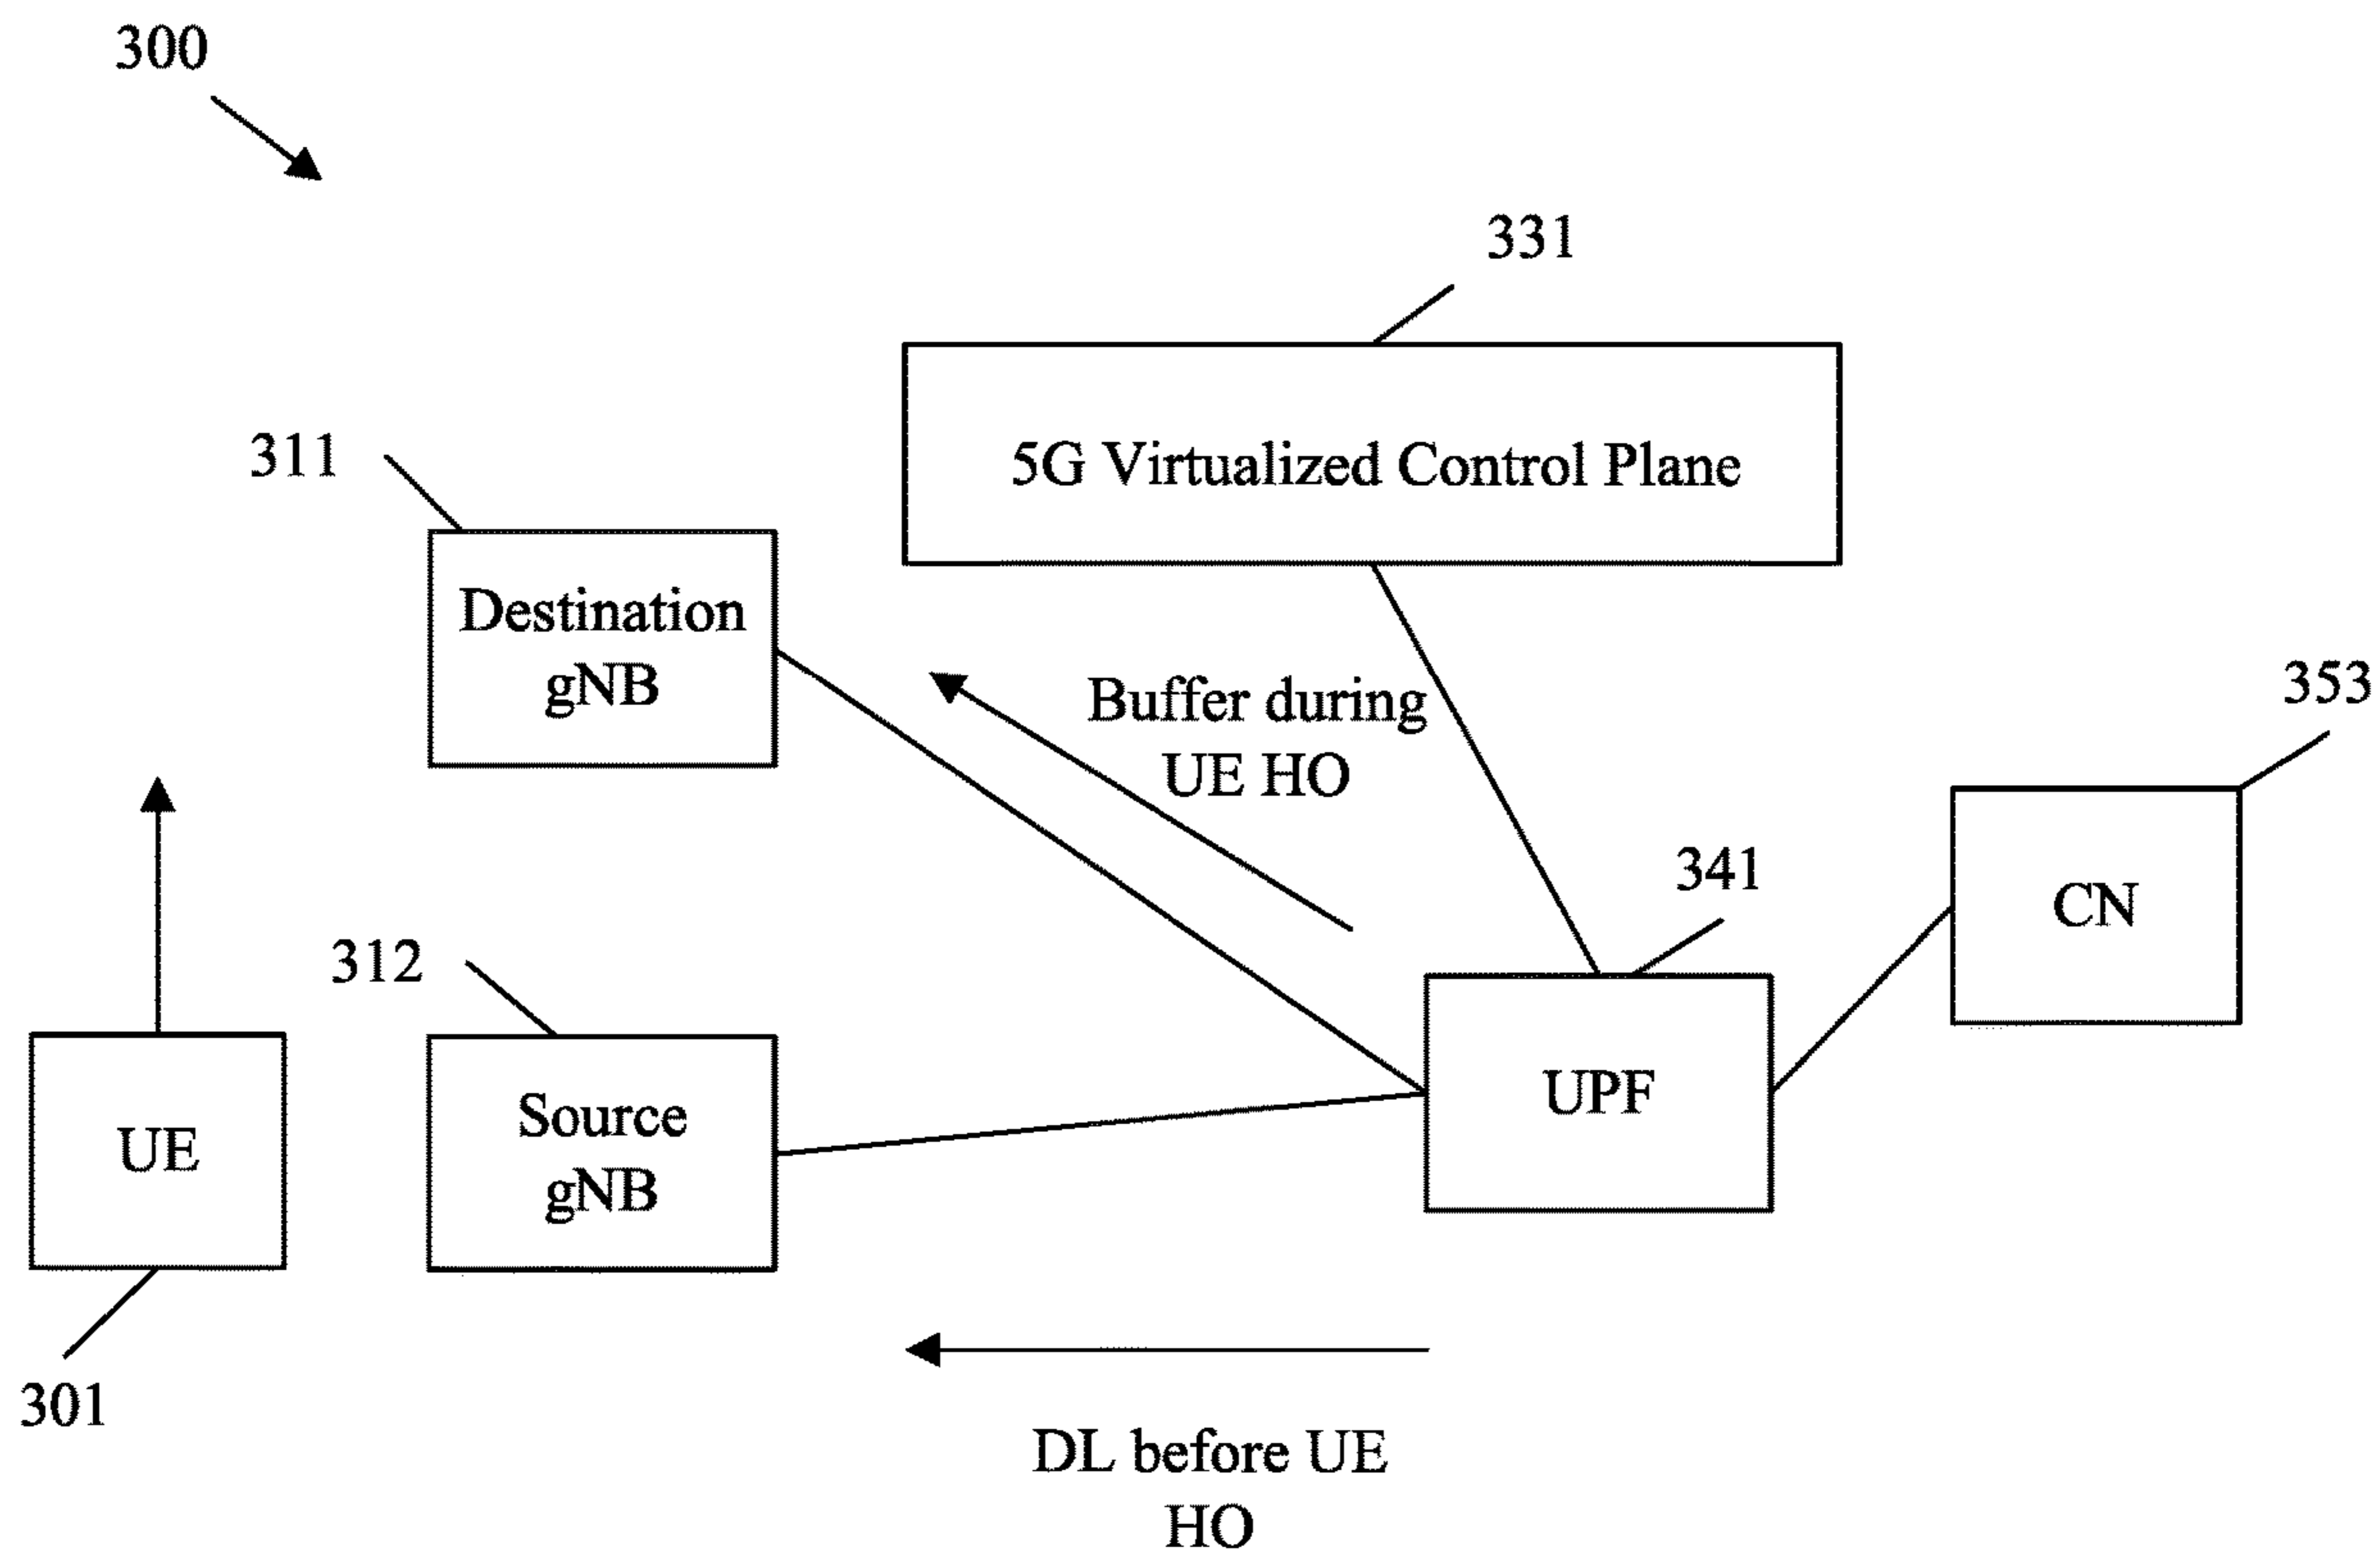 300
331
5G Virtualized Control Plane
311
Destination
gNB
Buffer during
UE HO
353
CN
341
312
UPF
Source
gNB
UE
301
DL before UE
HO